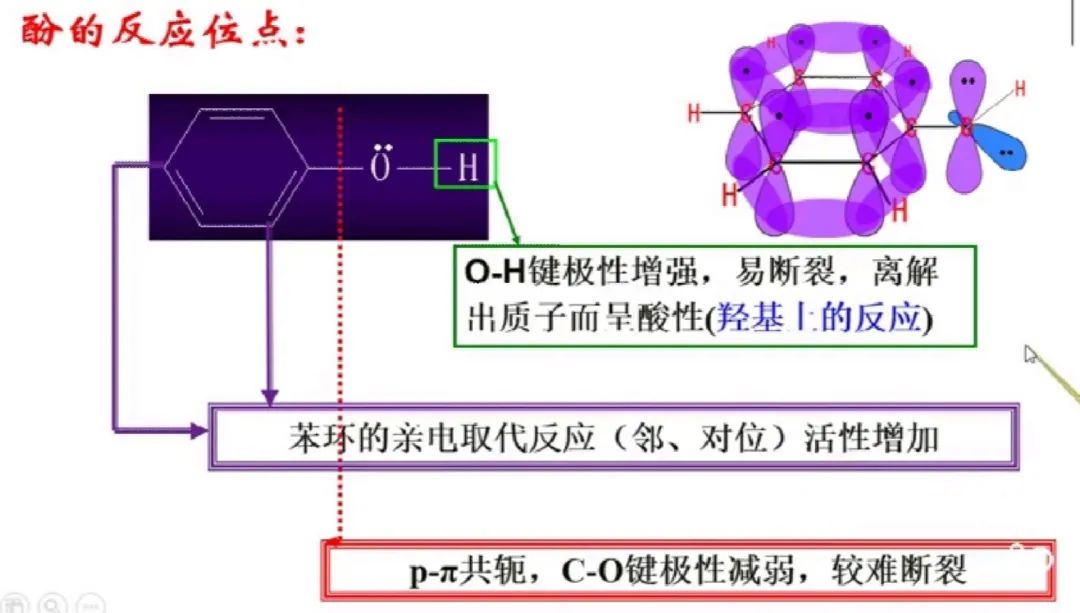 酚的反应位点：
Ö
H
O-H键极性增强，易断裂，离解
出质子而呈酸性(羟基上的反应)
苯环的亲电取代反应（邻、对位）活性增加
p-π共轭，C-O键极性减弱，较难断裂
H
H
H
H
H
H
C
C
C
C
C
C